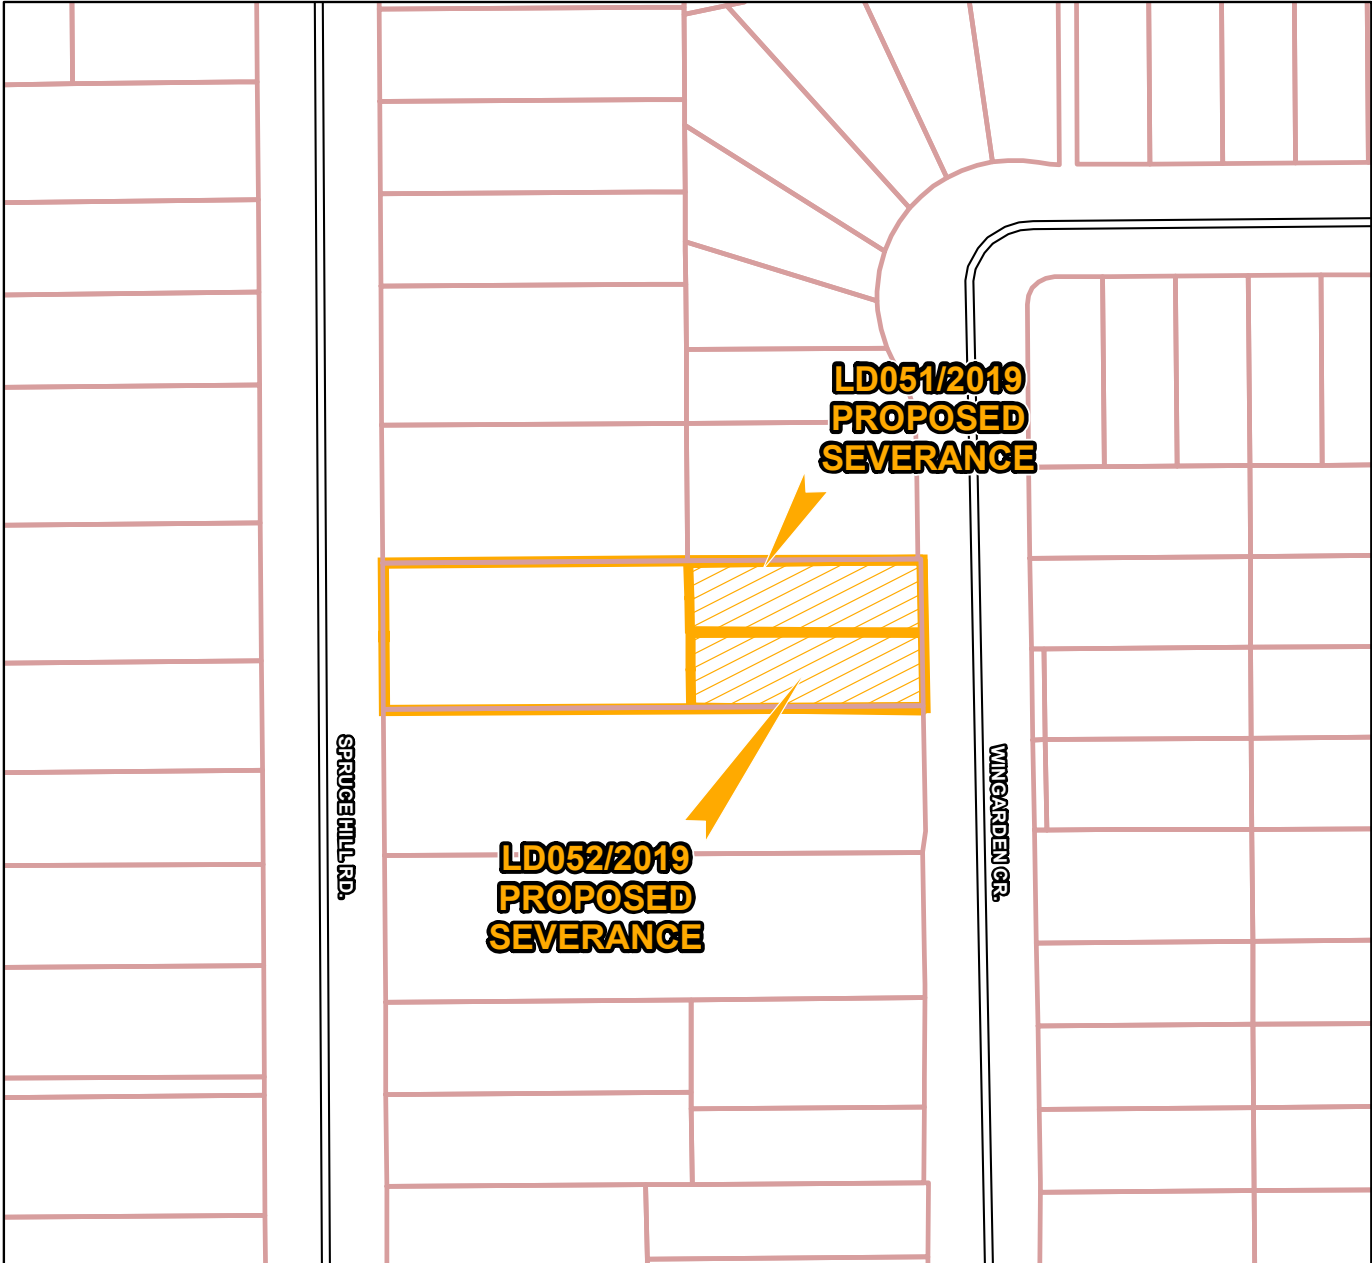 LD051/2019
PROPOSED
SEVERANCE
SPRUCE HILL RD.
WINGARDEN CR.
LD052/2019
PROPOSED
SEVERANCE